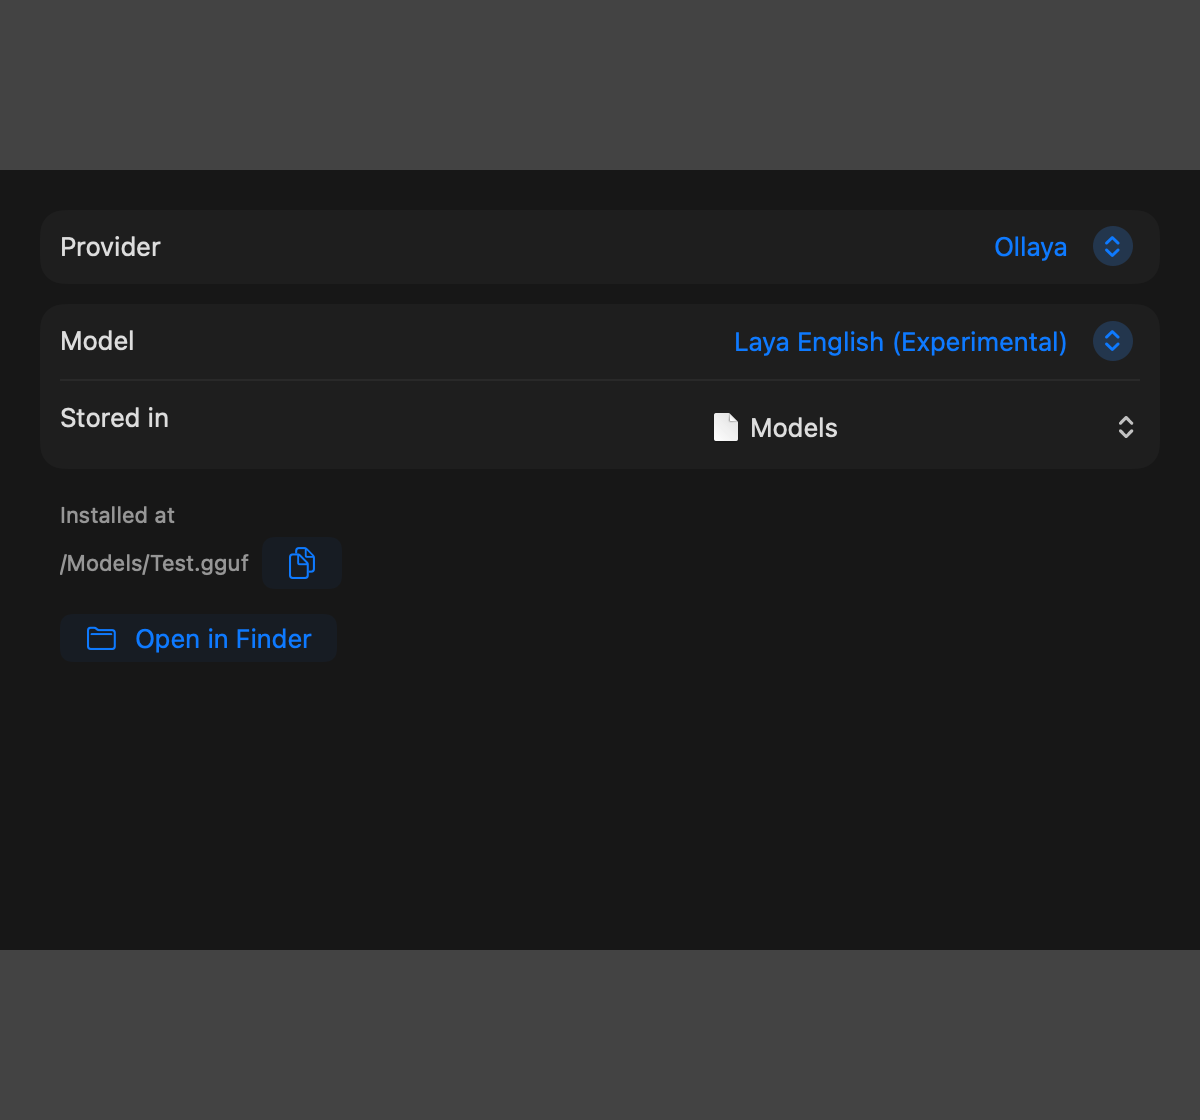 Provider Ollaya
Model Laya English (Experimental)
Stored in Models
Installed at
/Models/Test.gguf
Open in Finder